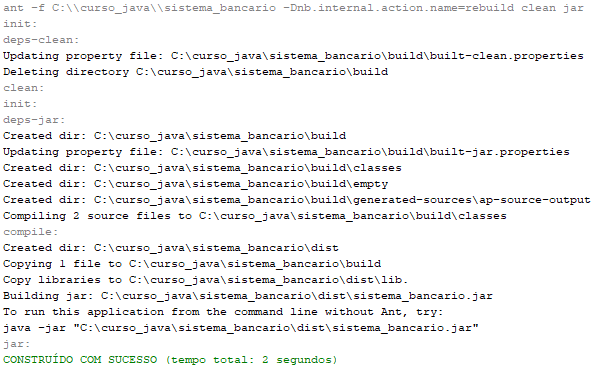 ant -f C:\\curso_java\\sistema_bancario -Dnb.internal.action.name=rebuild clean jar
init:
deps-clean:
Updating property file: C:\curso_java\sistema_bancario\build\built-clean.properties
Deleting directory C:\curso_java\sistema_bancario\build
clean:
init:
deps-jar:
Created dir: C:\curso_java\sistema_bancario\build
Updating property file: C:\curso_java\sistema_bancario\build\built-jar.properties
Created dir: C:\curso_java\sistema_bancario\build\classes
Created dir: C:\curso_java\sistema_bancario\build\empty
Created dir: C:\curso_java\sistema_bancario\build\generated-sources\ap-source-output
Compiling 2 source files to C:\curso_java\sistema_bancario\build\classes
compile:
Created dir: C:\curso_java\sistema_bancario\dist
Copying 1 file to C:\curso_java\sistema_bancario\build
Copy libraries to C:\curso_java\sistema_bancario\dist\lib.
Building jar: C:\curso_java\sistema_bancario\dist\sistema_bancario.jar
To run this application from the command line without Ant, try:
java -jar "C:\curso_java\sistema_bancario\dist\sistema_bancario.jar"
jar:
CONSTRUÍDO COM SUCESSO (tempo total: 2 segundos)